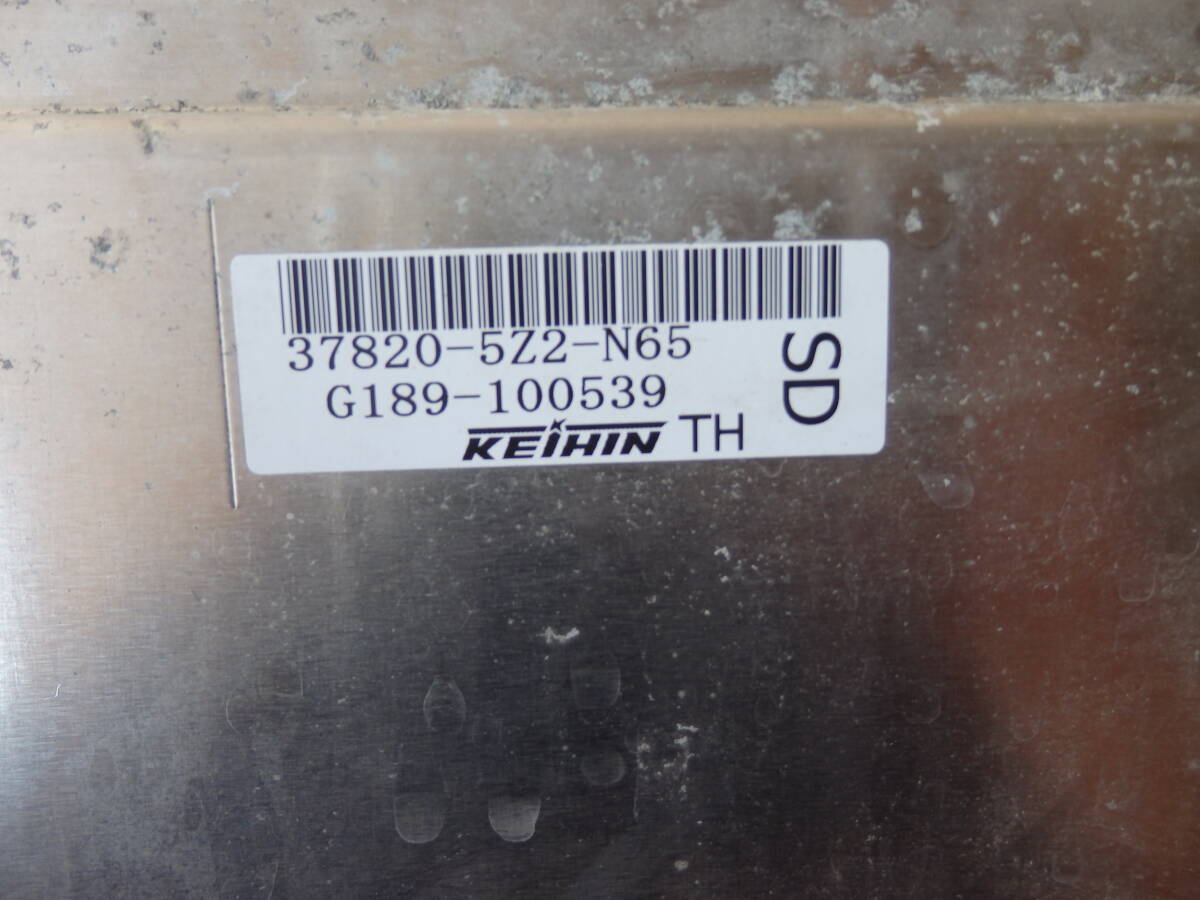 37820-5Z2-N65
G189-100539
KEIHIN TH
SD